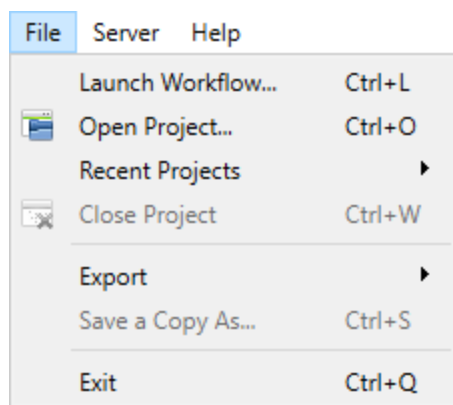 File Server Help
Launch Workflow... Ctrl+L
Open Project... Ctrl+O
Recent Projects
Close Project Ctrl+W
Export
Save a Copy As... Ctrl+S
Exit Ctrl+Q